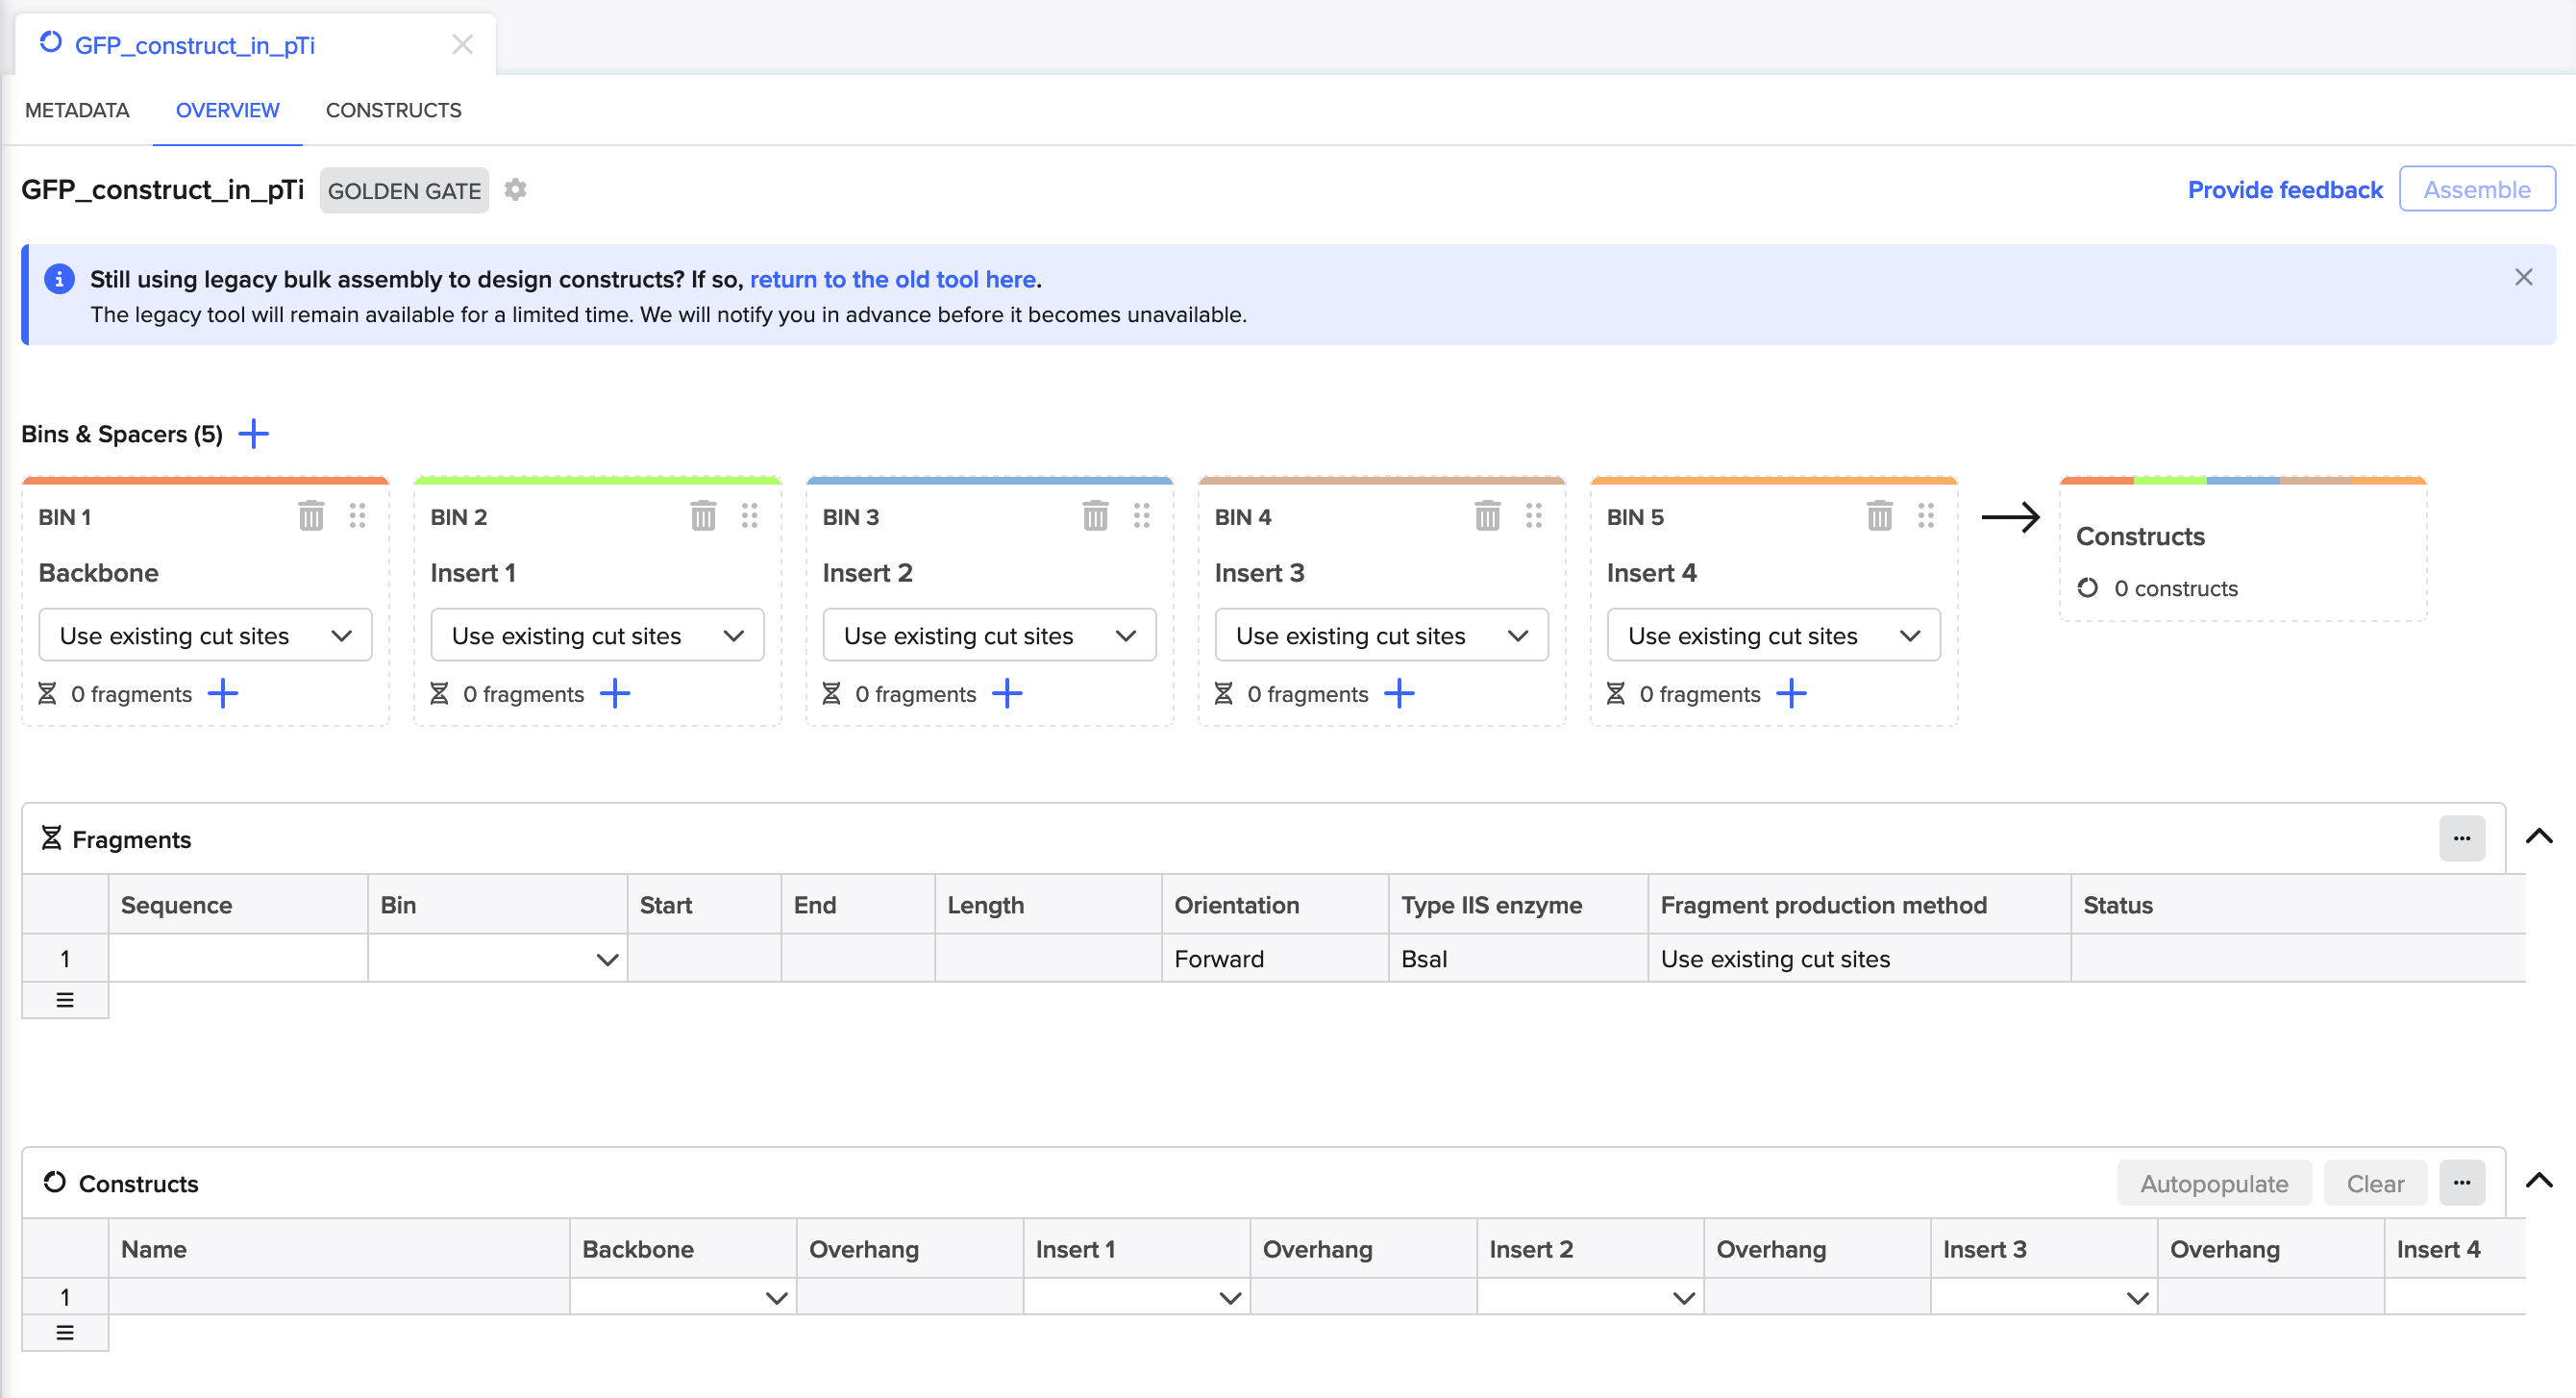 GFP_construct_in_pTi
METADATA OVERVIEW CONSTRUCTS
GFP_construct_in_pTi GOLDEN GATE Provide feedback Assemble
Still using legacy bulk assembly to design constructs? If so, return to the old tool here.
The legacy tool will remain available for a limited time. We will notify you in advance before it becomes unavailable.
Bins & Spacers (5)
BIN 1 BIN 2 BIN 3 BIN 4 BIN 5
Backbone Insert 1 Insert 2 Insert 3 Insert 4
Use existing cut sites Use existing cut sites Use existing cut sites Use existing cut sites Use existing cut sites
0 fragments 0 fragments 0 fragments 0 fragments 0 fragments
Constructs
0 constructs
Fragments
Sequence Bin Start End Length Orientation Type IIS enzyme Fragment production method Status
1 Forward BsaI Use existing cut sites
Constructs Autopopulate Clear
Name Backbone Overhang Insert 1 Overhang Insert 2 Overhang Insert 3 Overhang Insert 4
1